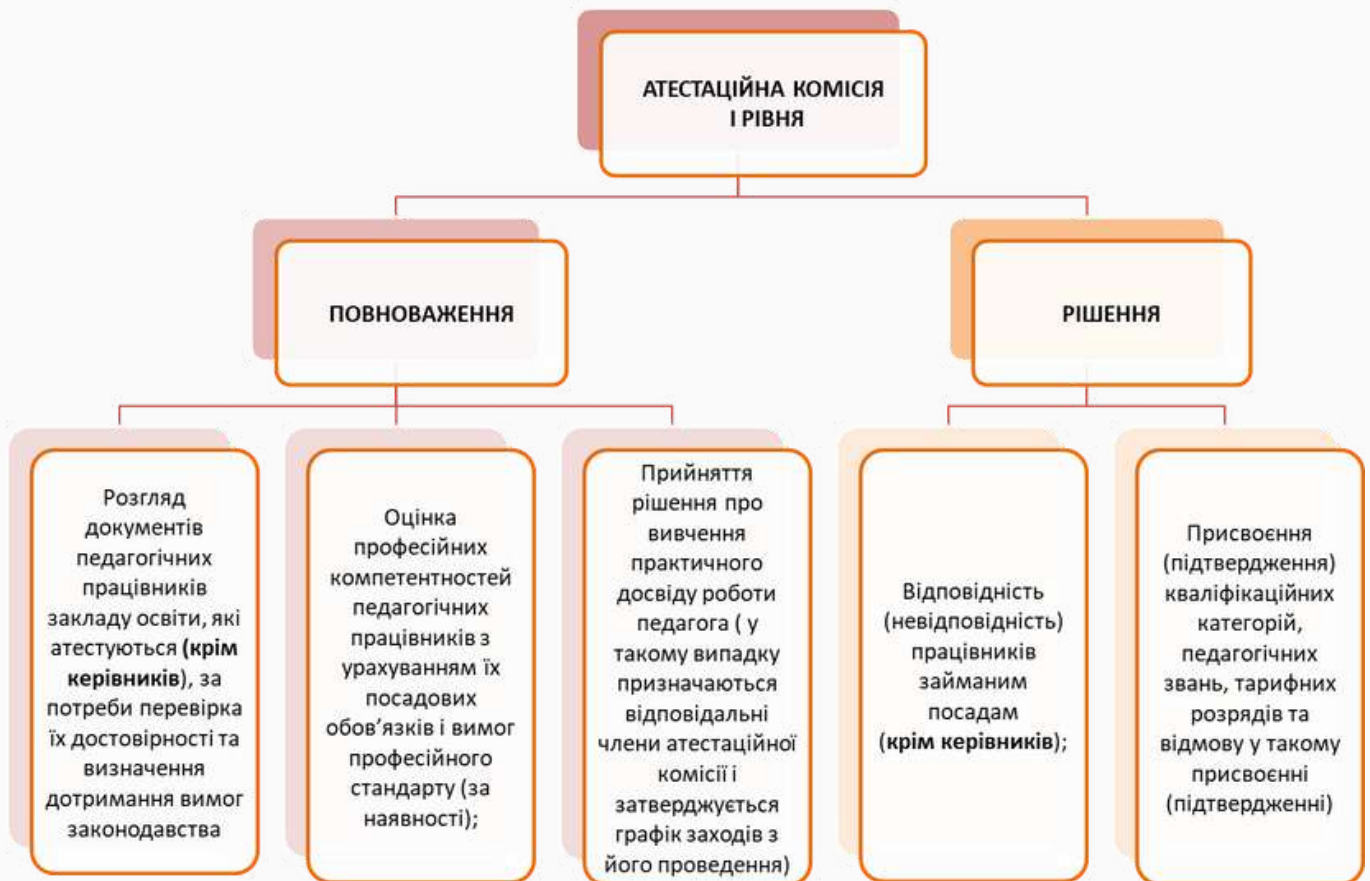 АТЕСТАЦІЙНА КОМІСІЯ
І РІВНЯ
ПОВНОВАЖЕННЯ
РІШЕННЯ
Розгляд
документів
педагогічних
працівників
закладу освіти, які
атестуються (крім
керівників), за
потреби перевірка
їх достовірності та
визначення
дотримання вимог
законодавства
Оцінка
професійних
компетентностей
педагогічних
працівників з
урахуванням їх
посадових
обов’язків і вимог
професійного
стандарту (за
наявності);
Прийняття
рішення про
вивчення
практичного
досвіду роботи
педагога ( у
такому випадку
призначаються
відповідальні
члени атестаційної
комісії і
затверджується
графік заходів з
його проведення)
Відповідність
(невідповідність)
працівників
займаним
посадам
(крім керівників);
Присвоєння
(підтвердження)
кваліфікаційних
категорій,
педагогічних
звань, тарифних
розрядів та
відмову у такому
присвоєнні
(підтвердженні)